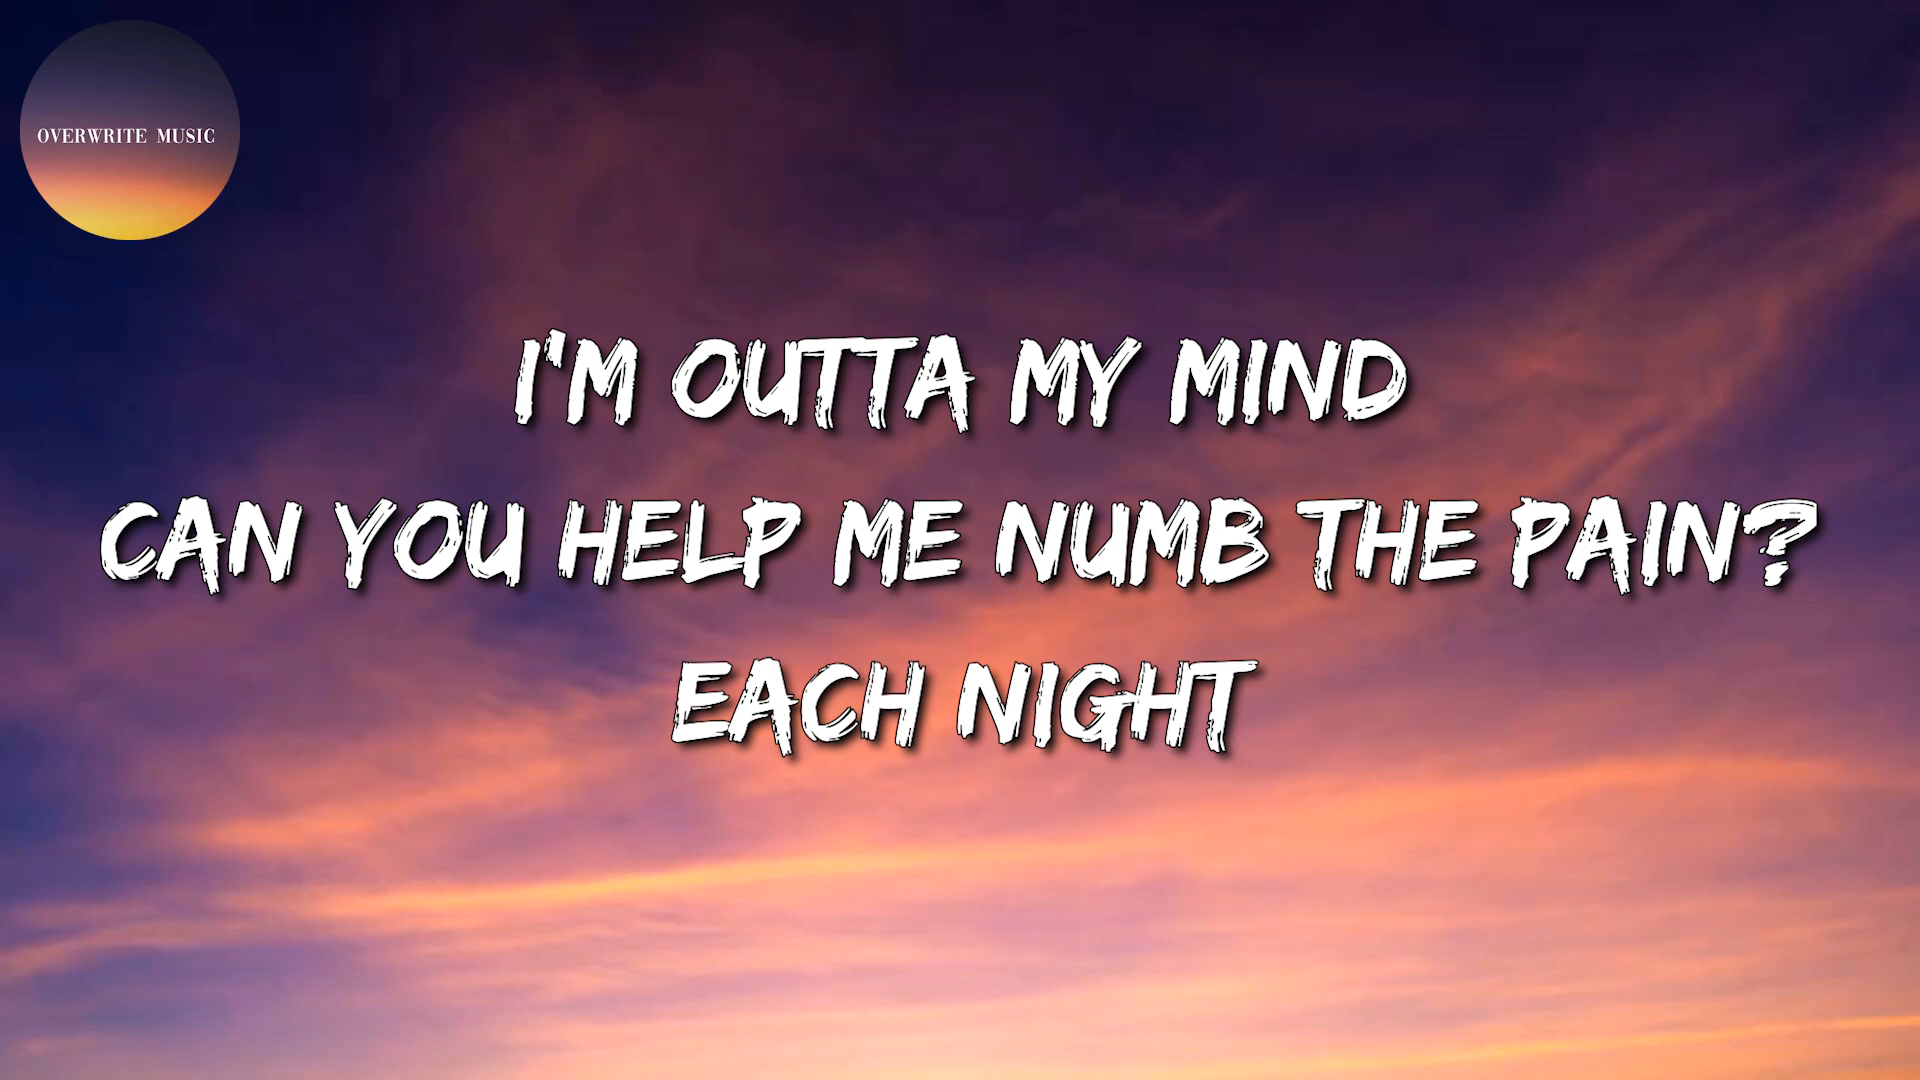 OVERWRITE MUSIC
I'M OUTTA MY MIND
CAN YOU HELP ME NUMB THE PAIN?
EACH NIGHT